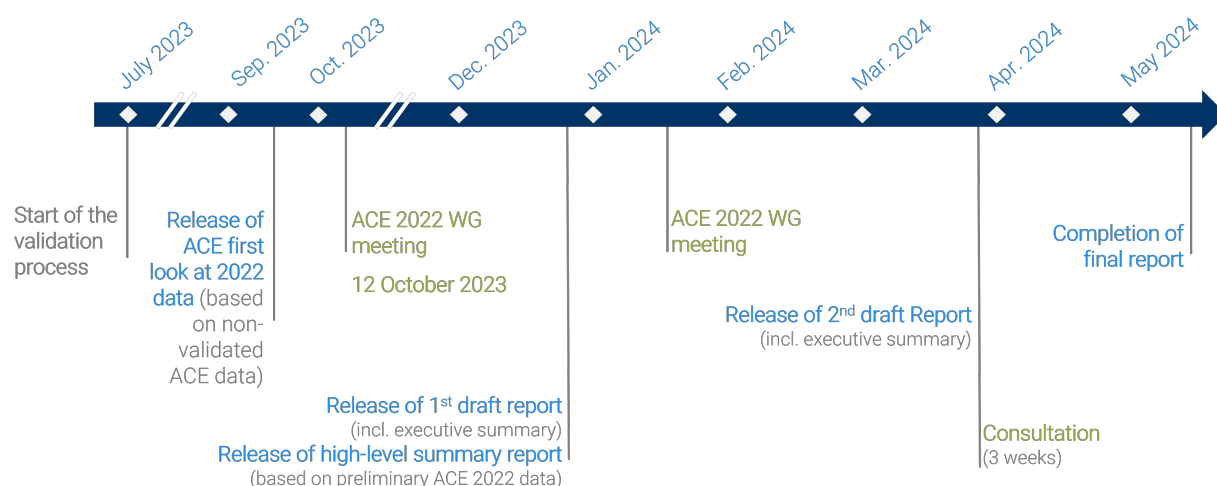 July 2023
Sep. 2023
Oct. 2023
Dec. 2023
Jan. 2024
Feb. 2024
Mar. 2024
Apr. 2024
May 2024
Start of the
validation
process
Release of
ACE first
look at 2022
data (based
on non-
validated
ACE data)
ACE 2022 WG
meeting
12 October 2023
Release of 1st draft report
(incl. executive summary)
Release of high-level summary report
(based on preliminary ACE 2022 data)
ACE 2022 WG
meeting
Release of 2nd draft Report
(incl. executive summary)
Consultation
(3 weeks)
Completion of
final report